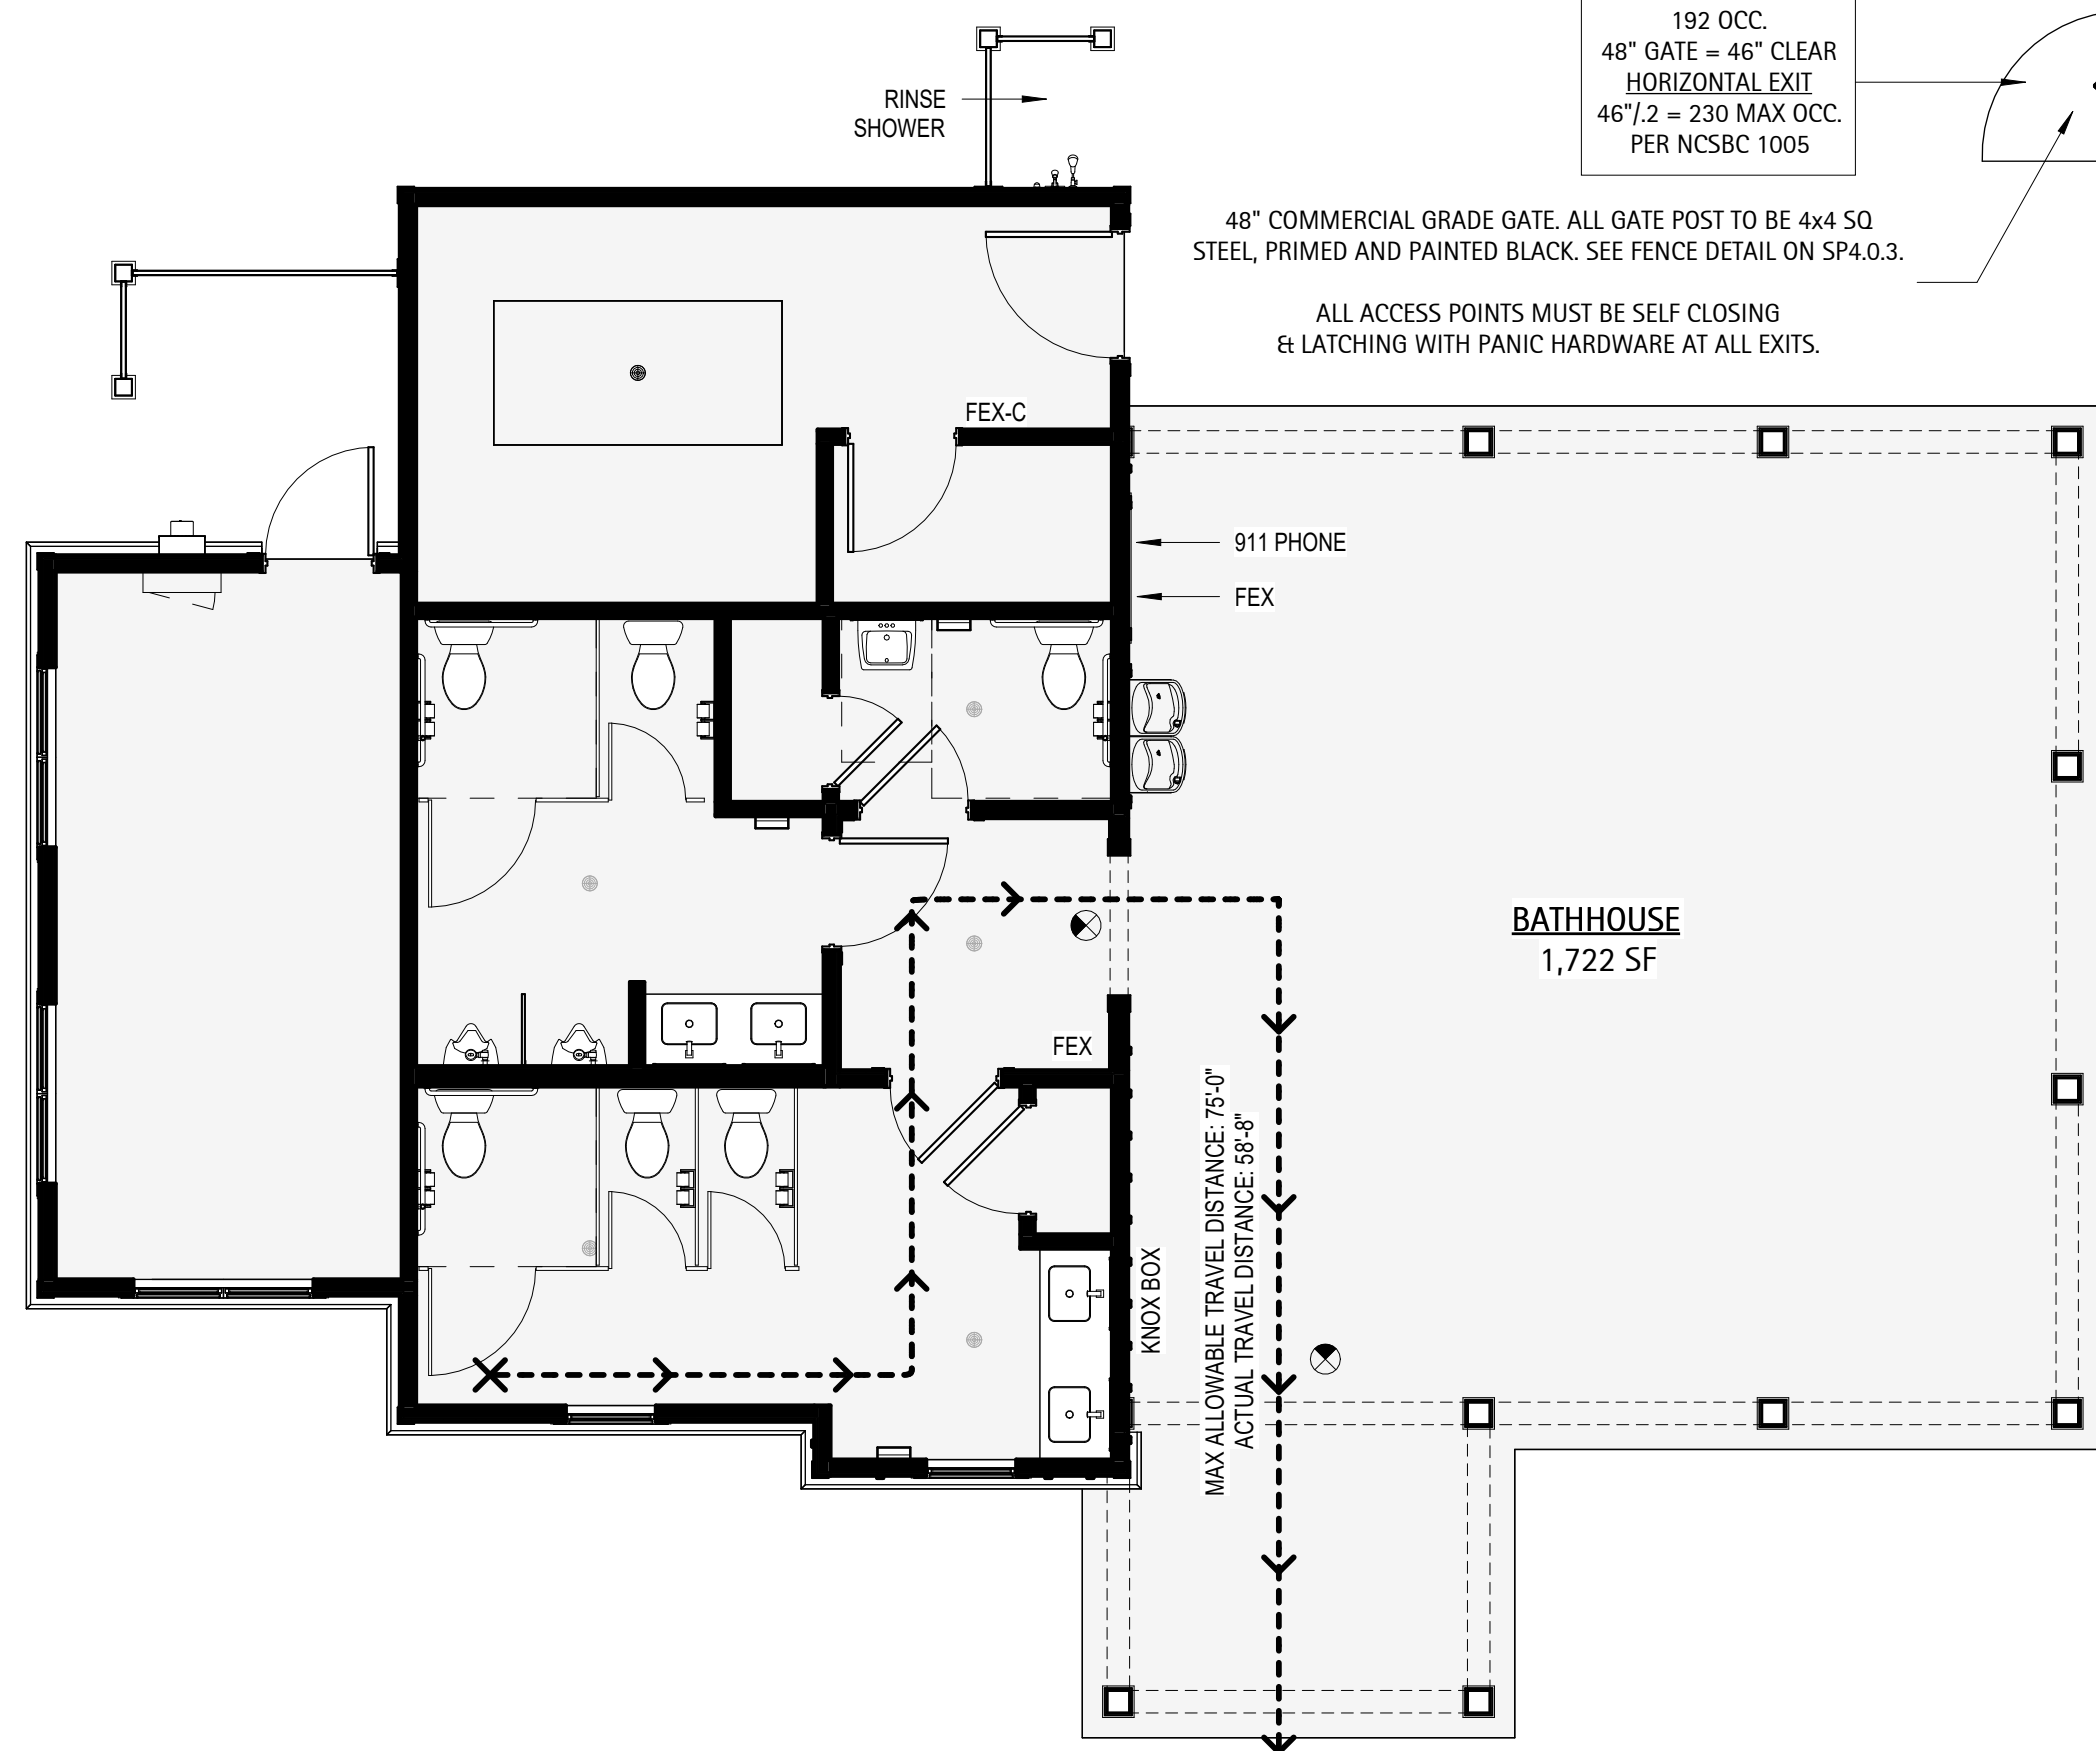 192 OCC.
48" GATE = 46" CLEAR
HORIZONTAL EXIT
46"/.2 = 230 MAX OCC.
PER NCSBC 1005
RINSE
SHOWER
48" COMMERCIAL GRADE GATE. ALL GATE POST TO BE 4x4 SQ
STEEL, PRIMED AND PAINTED BLACK. SEE FENCE DETAIL ON SP4.0.3.
ALL ACCESS POINTS MUST BE SELF CLOSING
& LATCHING WITH PANIC HARDWARE AT ALL EXITS.
FEX-C
911 PHONE
FEX
BATHHOUSE
1,722 SF
FEX
KNOX BOX
MAX ALLOWABLE TRAVEL DISTANCE: 75'-0"
ACTUAL TRAVEL DISTANCE: 58'-8"